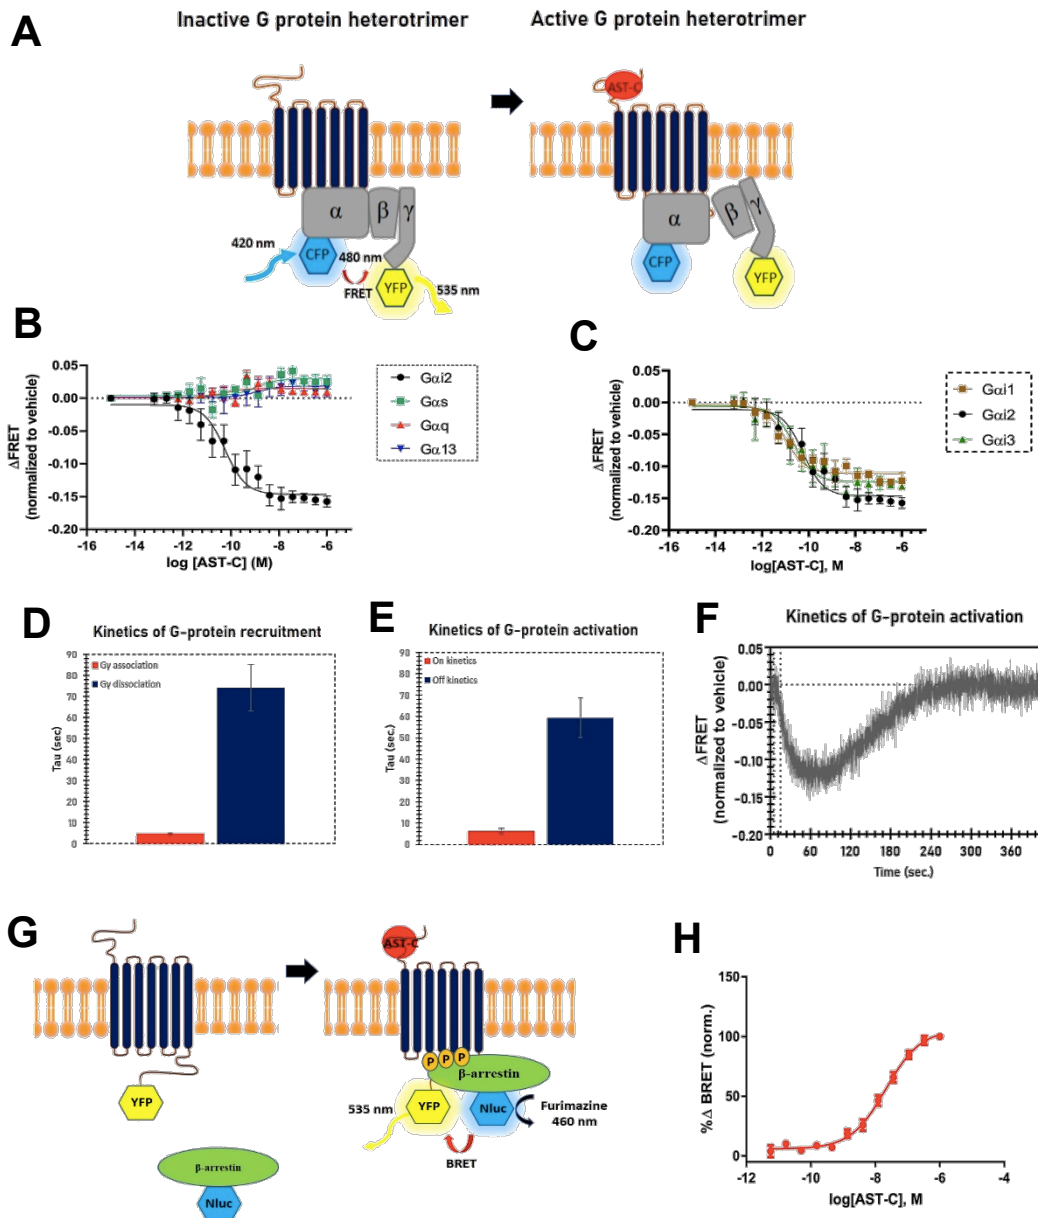 A
Inactive G protein heterotrimer
Active G protein heterotrimer
AST-C
α
β
γ
α
β
γ
420 nm
CFP
480 nm
FRET
YFP
535 nm
CFP
YFP
B
ΔFRET
(normalized to vehicle)
0.05
0.00
-0.05
-0.10
-0.15
-0.20
-16
-14
-12
-10
-8
-6
log [AST-C] (M)
Gαi2
Gαs
Gαq
Gα13
C
ΔFRET
(normalized to vehicle)
0.05
0.00
-0.05
-0.10
-0.15
-0.20
-16
-14
-12
-10
-8
-6
log[AST-C], M
Gαi1
Gαi2
Gαi3
D
Kinetics of G-protein recruitment
Tau (sec)
90
80
70
60
50
40
30
20
10
0
Gγ association
Gγ dissociation
E
Kinetics of G-protein activation
Tau (sec.)
90
80
70
60
50
40
30
20
10
0
On kinetics
Off kinetics
F
Kinetics of G-protein activation
ΔFRET
(normalized to vehicle)
0.05
0.00
-0.05
-0.10
-0.15
-0.20
0
60
120
180
240
300
360
Time (sec.)
G
YFP
β-arrestin
Nluc
AST-C
P
P
P
β-arrestin
535 nm
YFP
Nluc
Furimazine
460 nm
BRET
H
%Δ BRET (norm.)
150
100
50
0
-12
-10
-8
-6
-4
log[AST-C], M